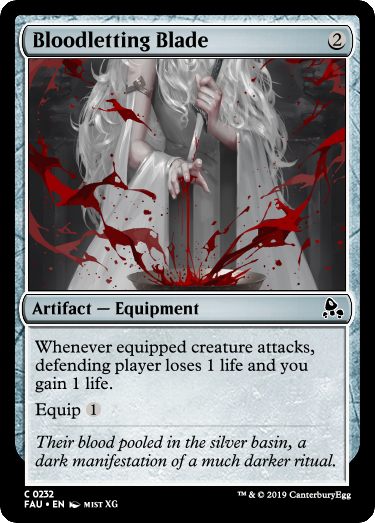 Bloodletting Blade 2
Artifact — Equipment
Whenever equipped creature attacks,
defending player loses 1 life and you
gain 1 life.
Equip 1
Their blood pooled in the silver basin, a
dark manifestation of a much darker ritual.
C 0232
FAU • EN MIST XG
™ & © 2019 CanterburyEgg